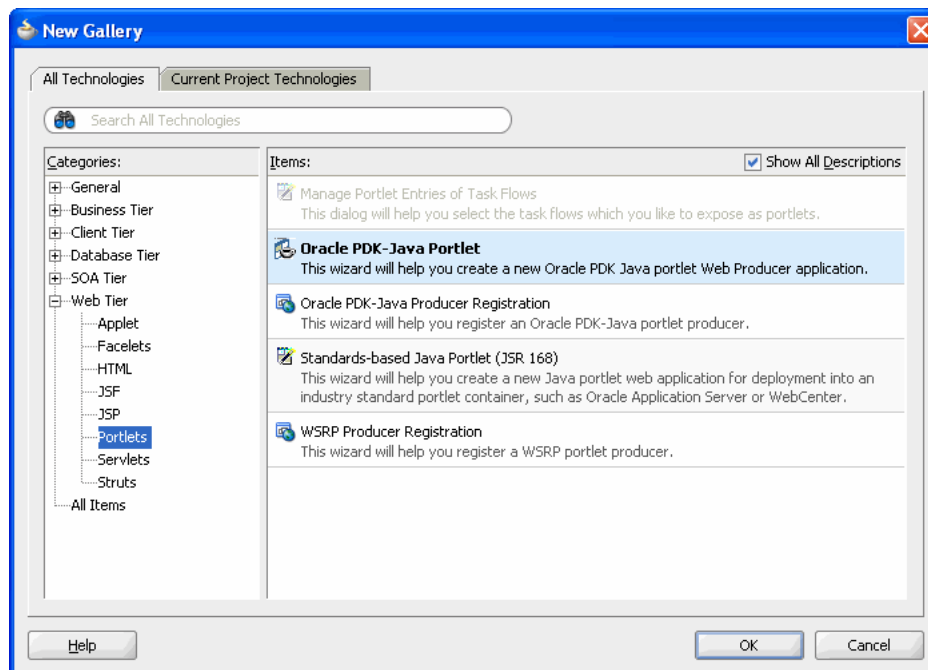 New Gallery
All Technologies
Current Project Technologies
Search All Technologies
Categories:
General
Business Tier
Client Tier
Database Tier
SOA Tier
Web Tier
Applet
Facelets
HTML
JSF
JSP
Portlets
Servlets
Struts
All Items
Items:
Show All Descriptions
Manage Portlet Entries of Task Flows
This dialog will help you select the task flows which you like to expose as portlets.
Oracle PDK-Java Portlet
This wizard will help you create a new Oracle PDK Java portlet Web Producer application.
Oracle PDK-Java Producer Registration
This wizard will help you register an Oracle PDK-Java portlet producer.
Standards-based Java Portlet (JSR 168)
This wizard will help you create a new Java portlet web application for deployment into an
industry standard portlet container, such as Oracle Application Server or WebCenter.
WSRP Producer Registration
This wizard will help you register a WSRP portlet producer.
Help
OK
Cancel